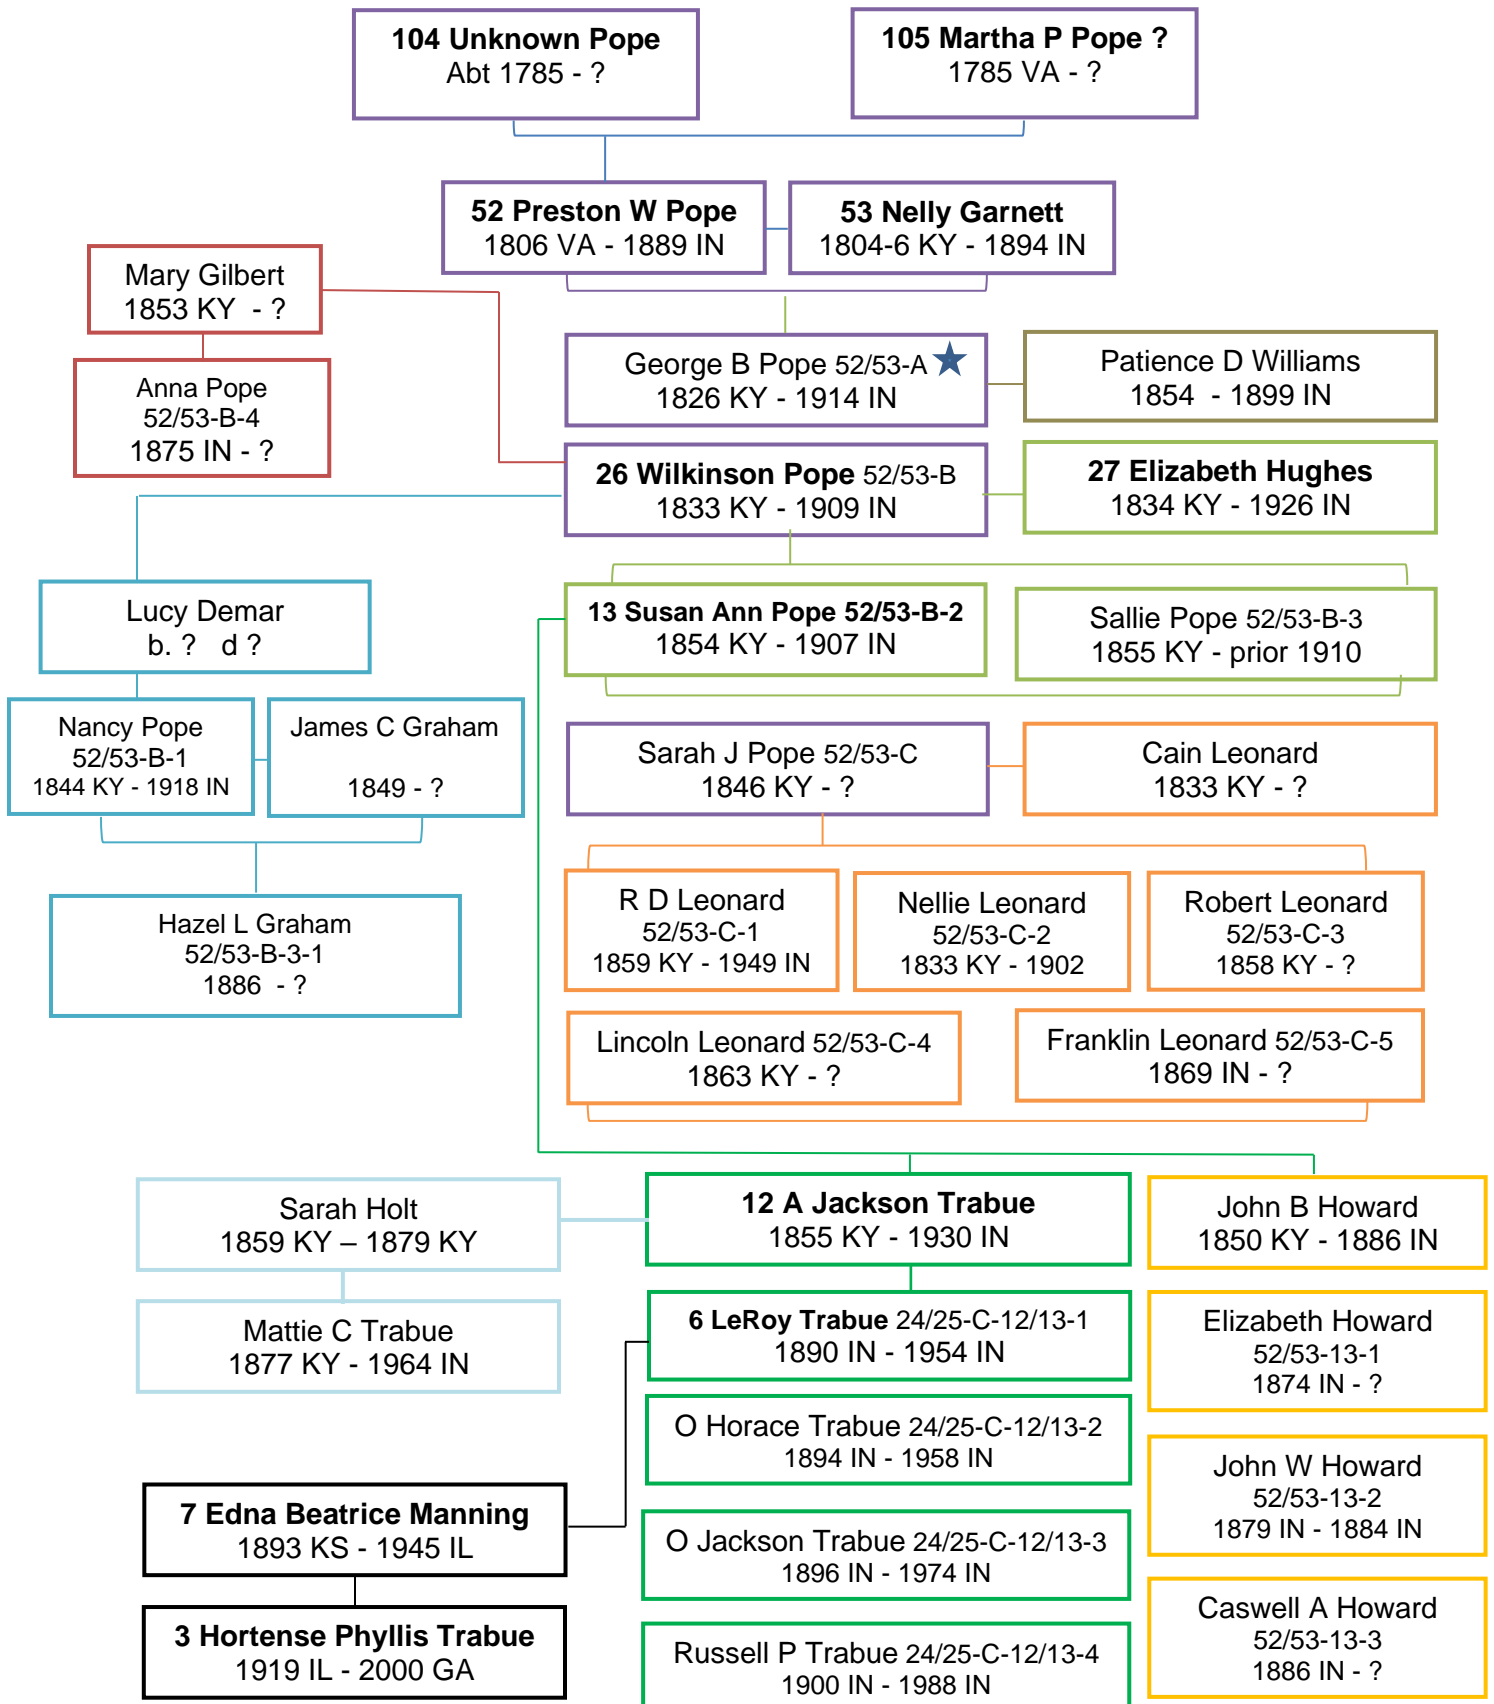 104 Unknown Pope
Abt 1785 - ?
105 Martha P Pope ?
1785 VA - ?
52 Preston W Pope
1806 VA - 1889 IN
53 Nelly Garnett
1804-6 KY - 1894 IN
Mary Gilbert
1853 KY - ?
Anna Pope
52/53-B-4
1875 IN - ?
George B Pope 52/53-A
1826 KY - 1914 IN
Patience D Williams
1854 - 1899 IN
26 Wilkinson Pope 52/53-B
1833 KY - 1909 IN
27 Elizabeth Hughes
1834 KY - 1926 IN
Lucy Demar
b. ? d ?
13 Susan Ann Pope 52/53-B-2
1854 KY - 1907 IN
Sallie Pope 52/53-B-3
1855 KY - prior 1910
Nancy Pope
52/53-B-1
1844 KY - 1918 IN
James C Graham
1849 - ?
Sarah J Pope 52/53-C
1846 KY - ?
Cain Leonard
1833 KY - ?
Hazel L Graham
52/53-B-3-1
1886 - ?
R D Leonard
52/53-C-1
1859 KY - 1949 IN
Nellie Leonard
52/53-C-2
1833 KY - 1902
Robert Leonard
52/53-C-3
1858 KY - ?
Lincoln Leonard 52/53-C-4
1863 KY - ?
Franklin Leonard 52/53-C-5
1869 IN - ?
Sarah Holt
1859 KY – 1879 KY
12 A Jackson Trabue
1855 KY - 1930 IN
John B Howard
1850 KY - 1886 IN
Mattie C Trabue
1877 KY - 1964 IN
6 LeRoy Trabue 24/25-C-12/13-1
1890 IN - 1954 IN
Elizabeth Howard
52/53-13-1
1874 IN - ?
O Horace Trabue 24/25-C-12/13-2
1894 IN - 1958 IN
John W Howard
52/53-13-2
1879 IN - 1884 IN
7 Edna Beatrice Manning
1893 KS - 1945 IL
O Jackson Trabue 24/25-C-12/13-3
1896 IN - 1974 IN
Caswell A Howard
52/53-13-3
1886 IN - ?
3 Hortense Phyllis Trabue
1919 IL - 2000 GA
Russell P Trabue 24/25-C-12/13-4
1900 IN - 1988 IN